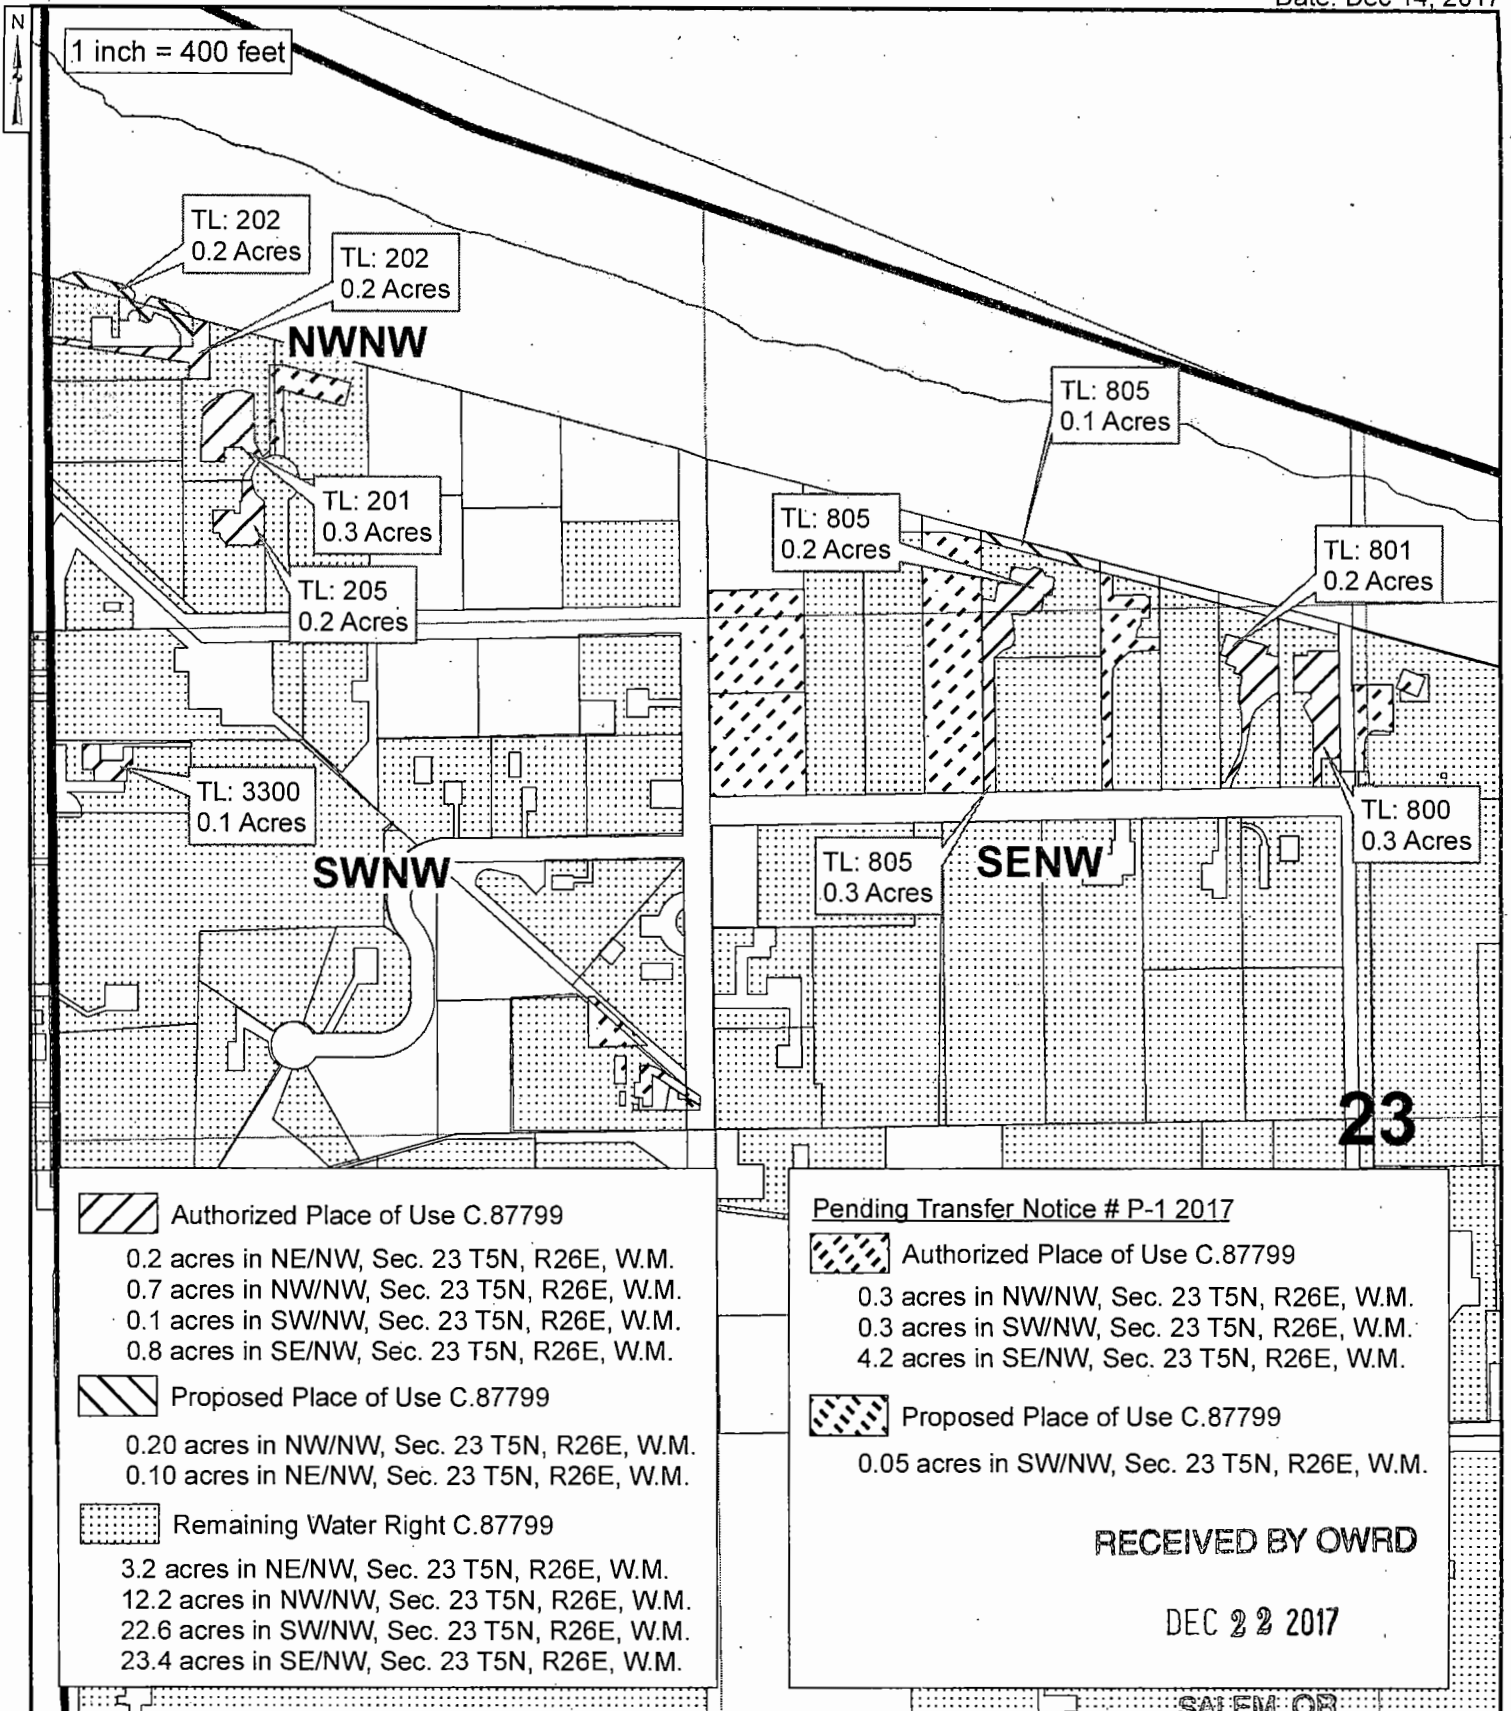 Date: Dec 14, 2017
N
1 inch = 400 feet
TL: 202
0.2 Acres
TL: 202
0.2 Acres
NWNW
TL: 805
0.1 Acres
TL: 201
0.3 Acres
TL: 805
0.2 Acres
TL: 801
0.2 Acres
TL: 205
0.2 Acres
TL: 3300
0.1 Acres
TL: 800
0.3 Acres
SWNW
TL: 805
0.3 Acres
SENW
23
Authorized Place of Use C.87799
0.2 acres in NE/NW, Sec. 23 T5N, R26E, W.M.
0.7 acres in NW/NW, Sec. 23 T5N, R26E, W.M.
0.1 acres in SW/NW, Sec. 23 T5N, R26E, W.M.
0.8 acres in SE/NW, Sec. 23 T5N, R26E, W.M.
Proposed Place of Use C.87799
0.20 acres in NW/NW, Sec. 23 T5N, R26E, W.M.
0.10 acres in NE/NW, Sec. 23 T5N, R26E, W.M.
Remaining Water Right C.87799
3.2 acres in NE/NW, Sec. 23 T5N, R26E, W.M.
12.2 acres in NW/NW, Sec. 23 T5N, R26E, W.M.
22.6 acres in SW/NW, Sec. 23 T5N, R26E, W.M.
23.4 acres in SE/NW, Sec. 23 T5N, R26E, W.M.
Pending Transfer Notice # P-1 2017
Authorized Place of Use C.87799
0.3 acres in NW/NW, Sec. 23 T5N, R26E, W.M.
0.3 acres in SW/NW, Sec. 23 T5N, R26E, W.M.
4.2 acres in SE/NW, Sec. 23 T5N, R26E, W.M.
Proposed Place of Use C.87799
0.05 acres in SW/NW, Sec. 23 T5N, R26E, W.M.
RECEIVED BY OWRD
DEC 22 2017
SALEM, OR